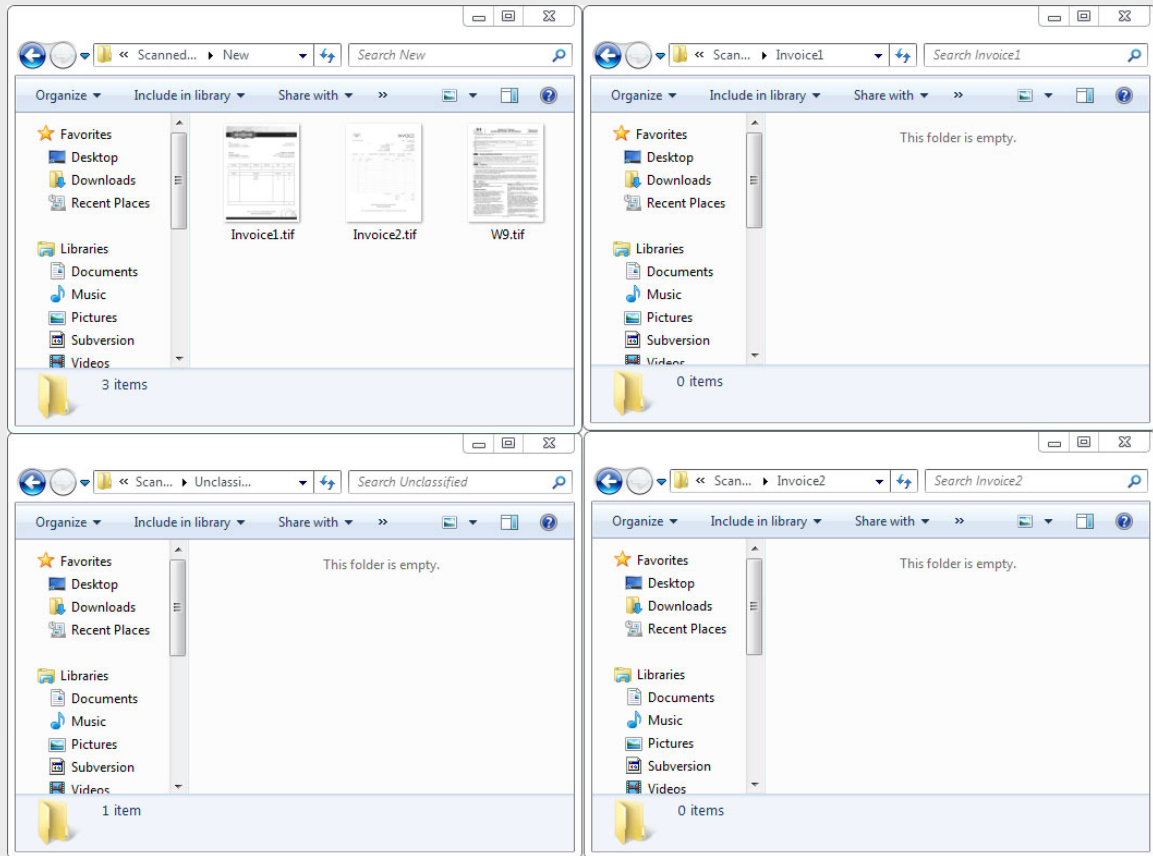 « Scanned... New
Search New
Organize Include in library Share with »
Favorites
Desktop
Downloads
Recent Places
Libraries
Documents
Music
Pictures
Subversion
Videos
Invoice1.tif Invoice2.tif W9.tif
3 items
« Scan... Invoice1
Search Invoice1
Organize Include in library Share with »
Favorites
Desktop
Downloads
Recent Places
Libraries
Documents
Music
Pictures
Subversion
Videos
This folder is empty.
0 items
« Scan... Unclassi...
Search Unclassified
Organize Include in library Share with »
Favorites
Desktop
Downloads
Recent Places
Libraries
Documents
Music
Pictures
Subversion
Videos
This folder is empty.
1 item
« Scan... Invoice2
Search Invoice2
Organize Include in library Share with »
Favorites
Desktop
Downloads
Recent Places
Libraries
Documents
Music
Pictures
Subversion
Videos
This folder is empty.
0 items